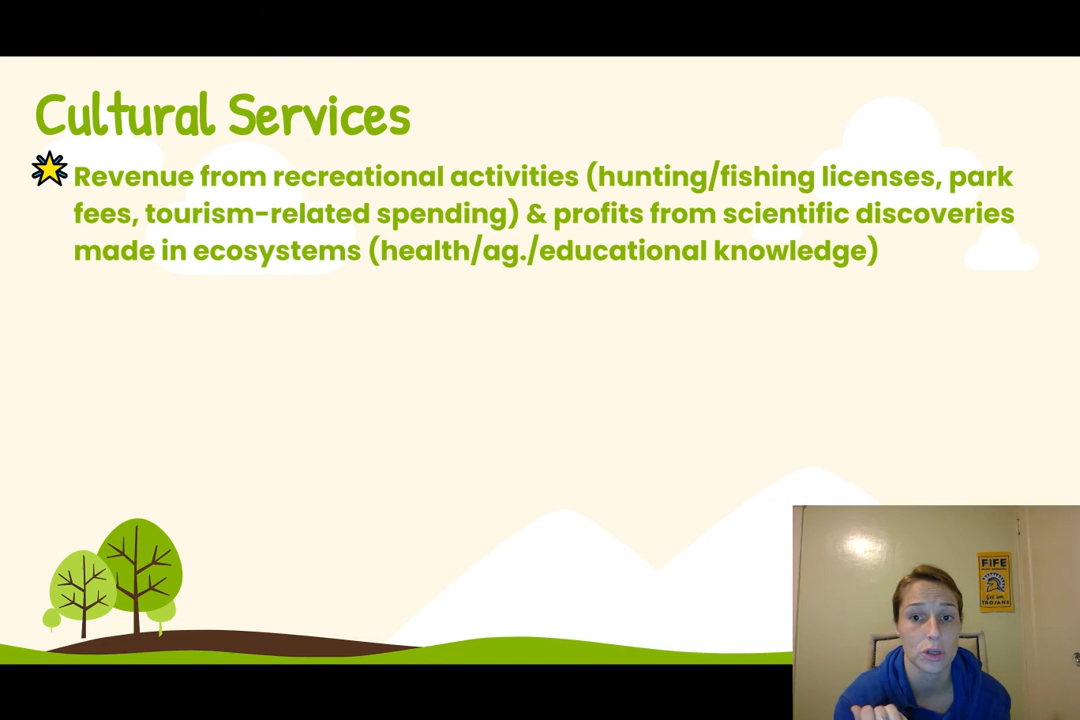 Cultural Services
Revenue from recreational activities (hunting/fishing licenses, park
fees, tourism-related spending) & profits from scientific discoveries
made in ecosystems (health/ag./educational knowledge)
FIFE
TROJANS